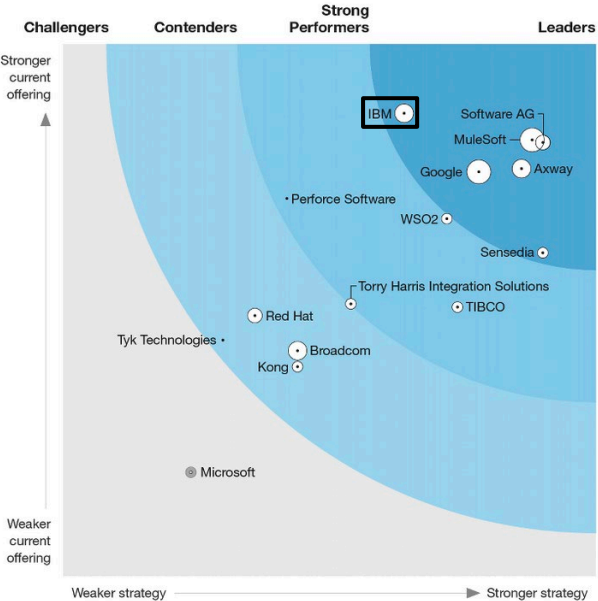 Challengers
Contenders
Strong
Performers
Leaders
Stronger
current
offering
IBM
Software AG
MuleSoft
Google
Axway
Perforce Software
WSO2
Sensedia
Torry Harris Integration Solutions
TIBCO
Red Hat
Tyk Technologies
Broadcom
Kong
Microsoft
Weaker
current
offering
Weaker strategy
Stronger strategy